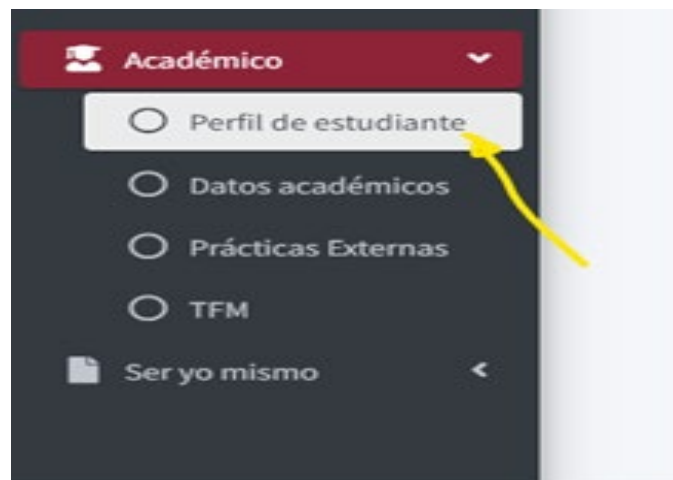 Académico
Perfil de estudiante
Datos académicos
Prácticas Externas
TFM
Ser yo mismo